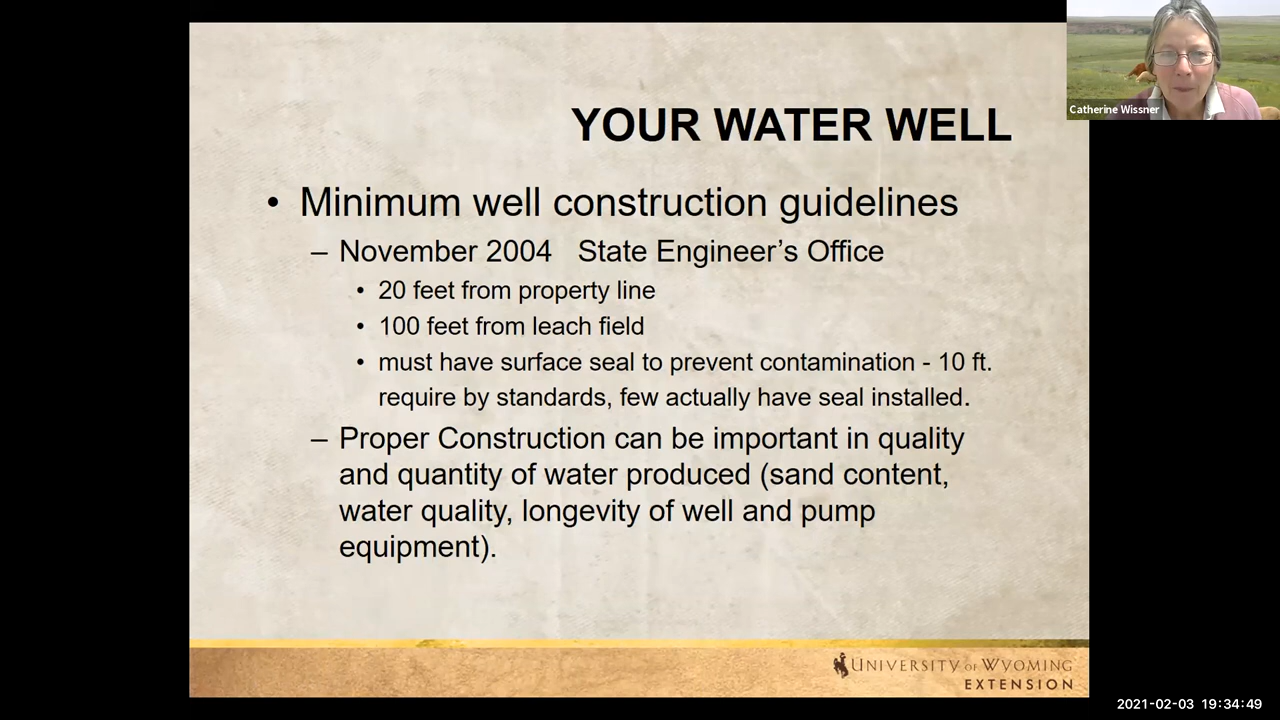 YOUR WATER WELL
Catherine Wissner
• Minimum well construction guidelines
– November 2004 State Engineer’s Office
• 20 feet from property line
• 100 feet from leach field
• must have surface seal to prevent contamination - 10 ft.
require by standards, few actually have seal installed.
– Proper Construction can be important in quality
and quantity of water produced (sand content,
water quality, longevity of well and pump
equipment).
UNIVERSITY OF WYOMING
EXTENSION
2021-02-03 19:34:49